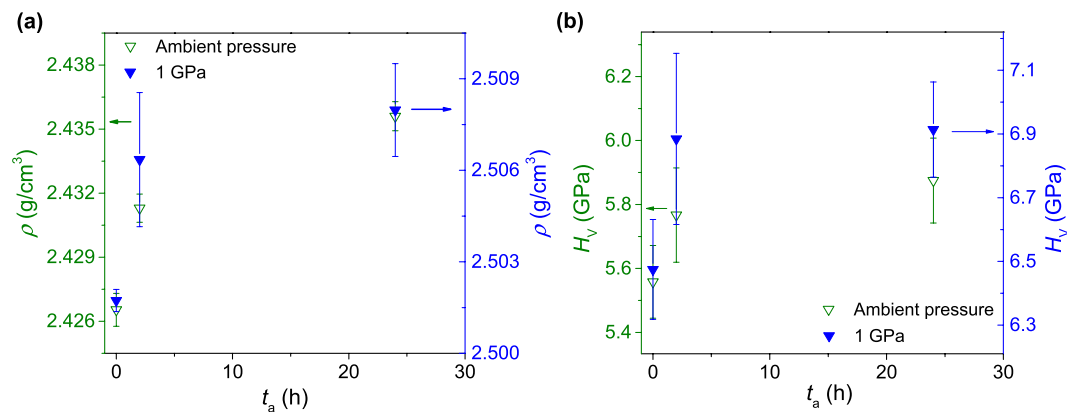 (a)
Ambient pressure
1 GPa
2.438
2.435
2.432
2.429
2.426
ρ (g/cm³)
2.509
2.506
2.503
2.500
ρ (g/cm³)
0 10 20 30
tₐ (h)
(b)
6.2
6.0
5.8
5.6
5.4
H_V (GPa)
7.1
6.9
6.7
6.5
6.3
H_V (GPa)
Ambient pressure
1 GPa
0 10 20 30
tₐ (h)